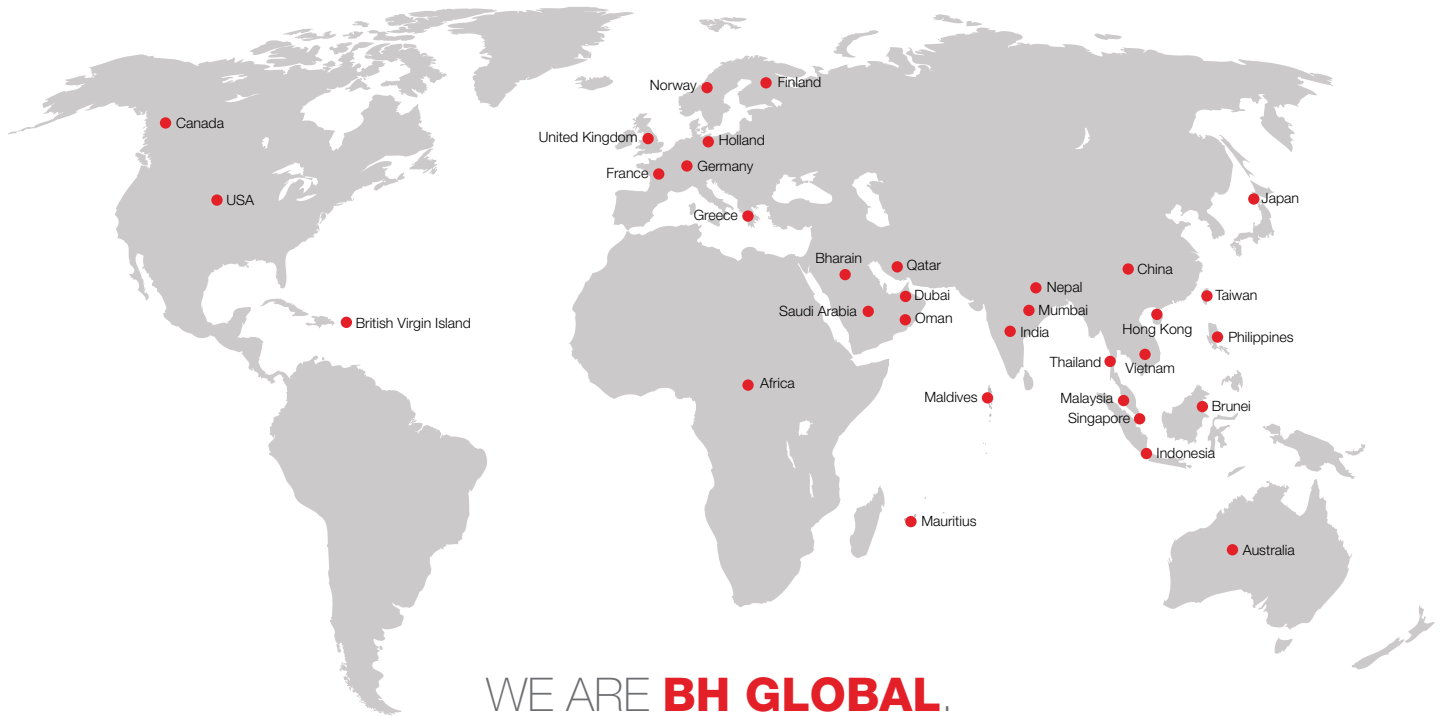 Norway
Finland
Canada
United Kingdom
Holland
Germany
France
USA
Japan
Greece
Bharain
Qatar
China
Nepal
Dubai
Taiwan
Saudi Arabia
Mumbai
Oman
British Virgin Island
Hong Kong
India
Philippines
Thailand
Vietnam
Africa
Maldives
Malaysia
Brunei
Singapore
Indonesia
Mauritius
Australia
WE ARE BH GLOBAL.